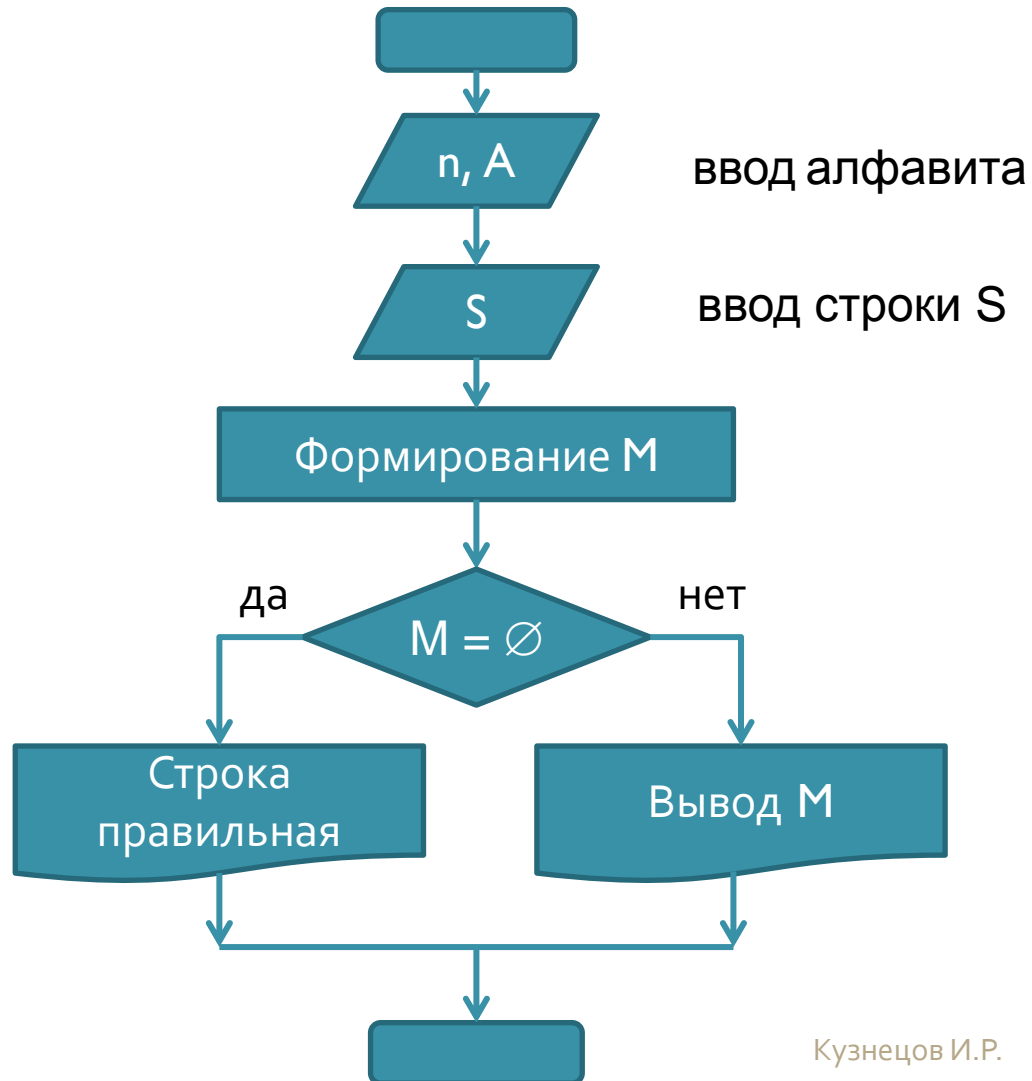 n, A
ввод алфавита
S
ввод строки S
Формирование M
да
нет
M = ∅
Строка
правильная
Вывод M
Кузнецов И.Р.